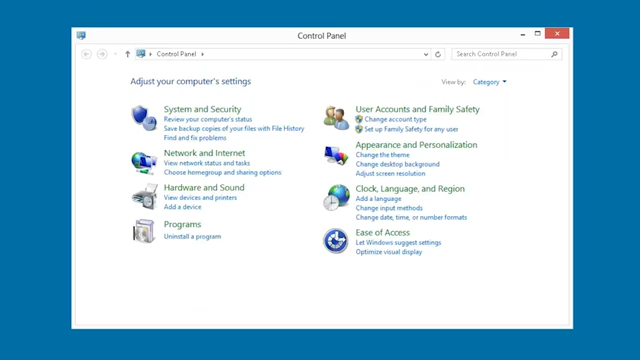 Control Panel
Control Panel
Search Control Panel
Adjust your computer's settings
View by: Category
System and Security
Review your computer's status
Save backup copies of your files with File History
Find and fix problems
Network and Internet
View network status and tasks
Choose homegroup and sharing options
Hardware and Sound
View devices and printers
Add a device
Programs
Uninstall a program
User Accounts and Family Safety
Change account type
Set up Family Safety for any user
Appearance and Personalization
Change the theme
Change desktop background
Adjust screen resolution
Clock, Language, and Region
Add a language
Change input methods
Change date, time, or number formats
Ease of Access
Let Windows suggest settings
Optimize visual display